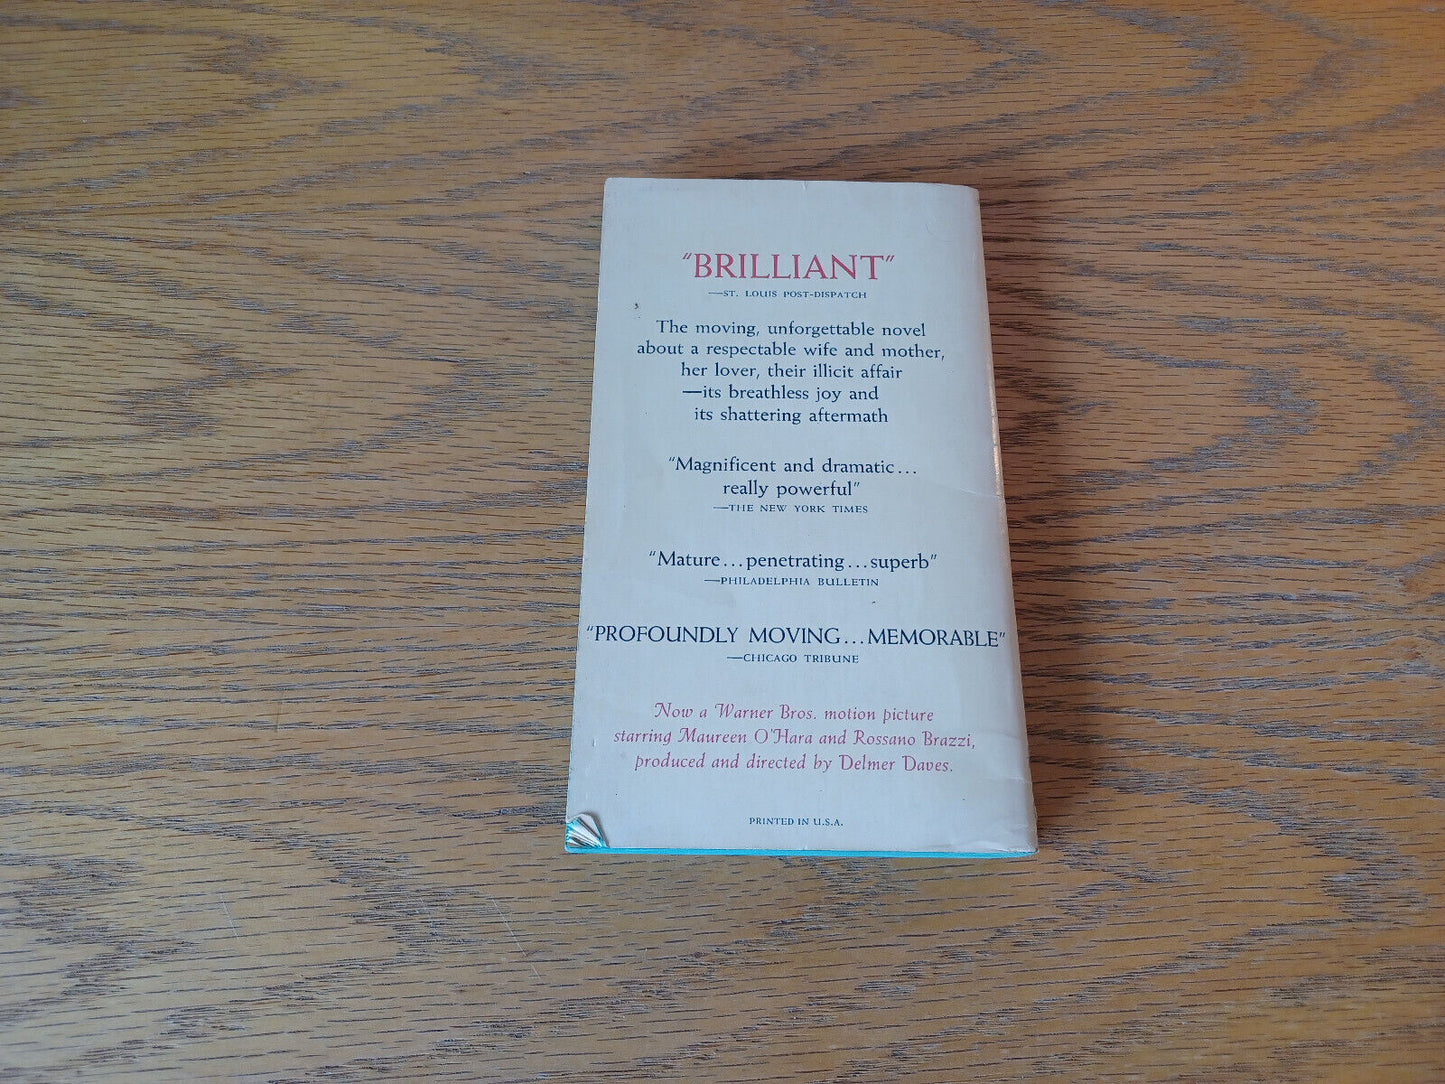 "BRILLIANT"
—ST. LOUIS POST-DISPATCH
The moving, unforgettable novel
about a respectable wife and mother,
her lover, their illicit affair
—its breathless joy and
its shattering aftermath
"Magnificent and dramatic...
really powerful"
—THE NEW YORK TIMES
"Mature...penetrating...superb"
—PHILADELPHIA BULLETIN
"PROFOUNDLY MOVING...MEMORABLE"
—CHICAGO TRIBUNE
Now a Warner Bros. motion picture
starring Maureen O'Hara and Rossano Brazzi,
produced and directed by Delmer Daves.
PRINTED IN U.S.A.